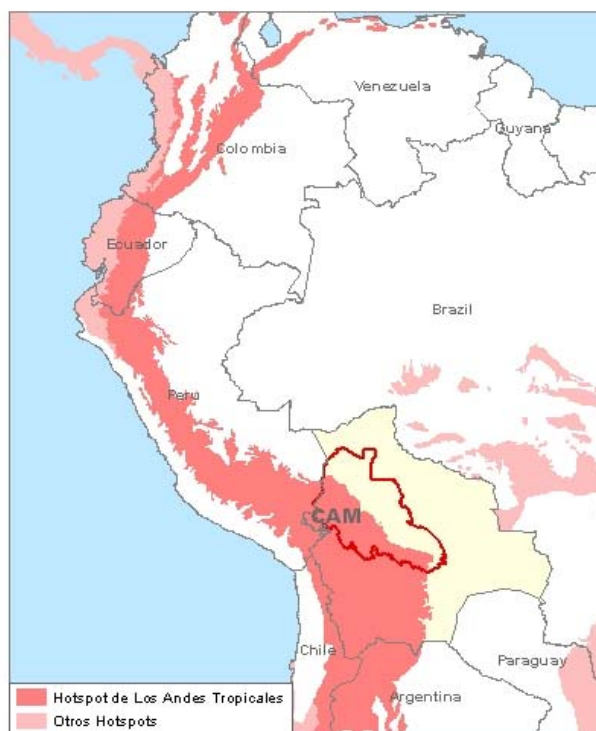 Venezuela
Guyana
Colombia
Ecuador
Brazil
Peru
CAM
Chile
Paraguay
Argentina
Hotspot de Los Andes Tropicales
Otros Hotspots